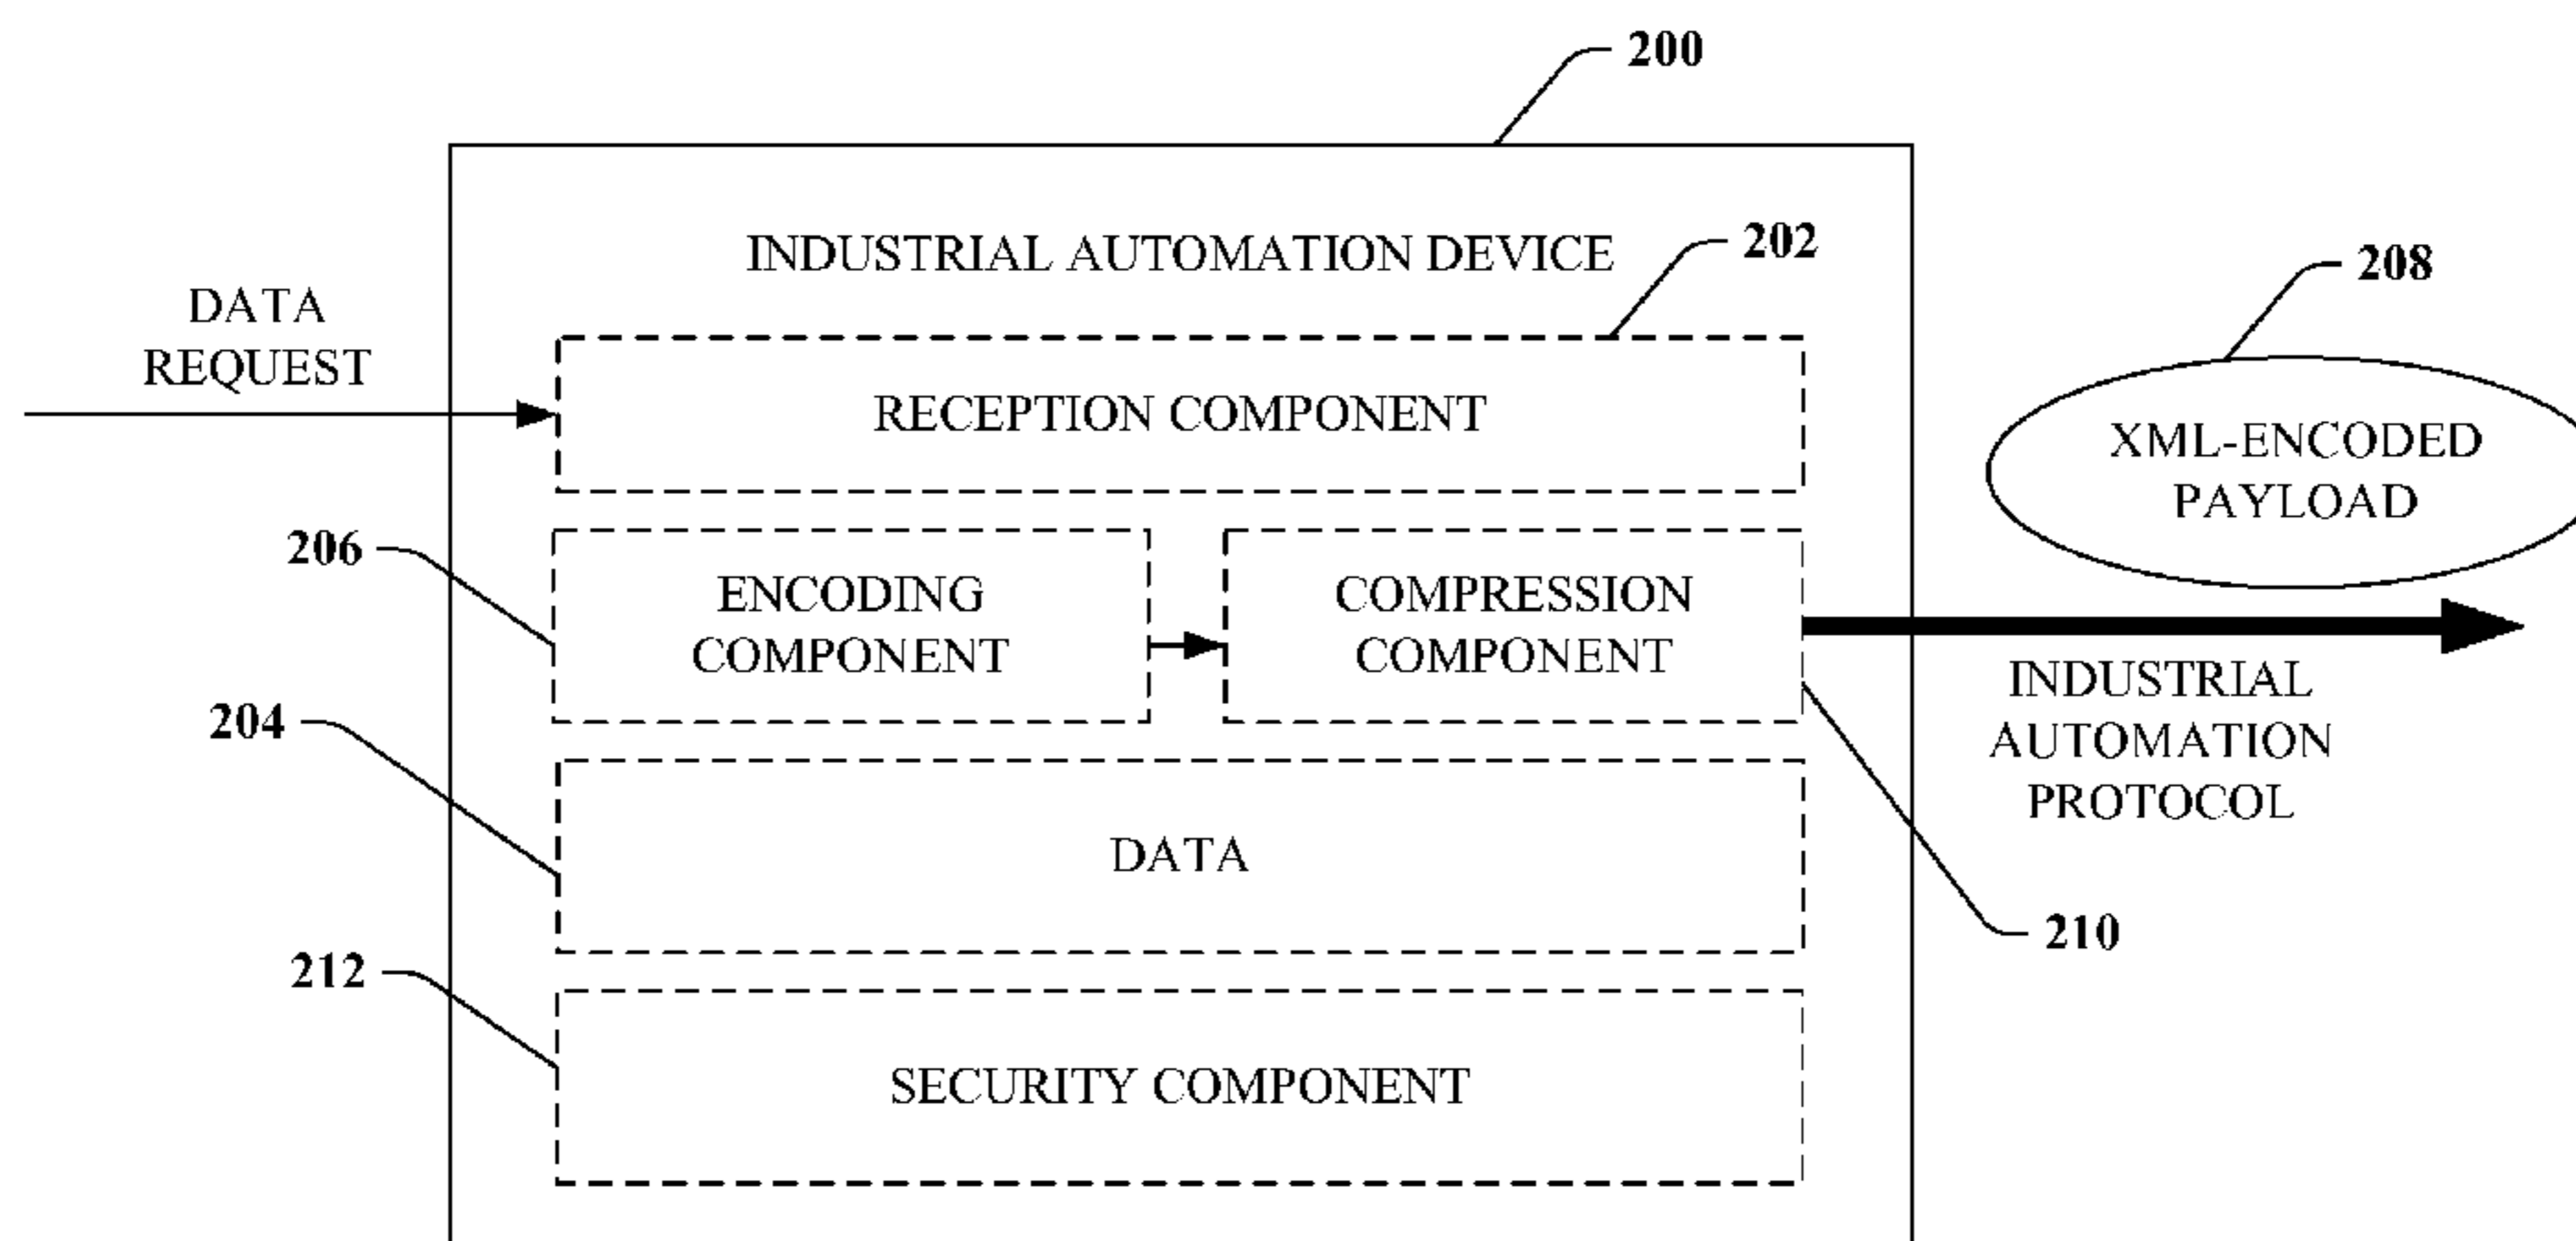 200
INDUSTRIAL AUTOMATION DEVICE
202
208
DATA
REQUEST
RECEPTION COMPONENT
XML-ENCODED
PAYLOAD
206
ENCODING
COMPONENT
COMPRESSION
COMPONENT
INDUSTRIAL
AUTOMATION
PROTOCOL
204
DATA
210
212
SECURITY COMPONENT